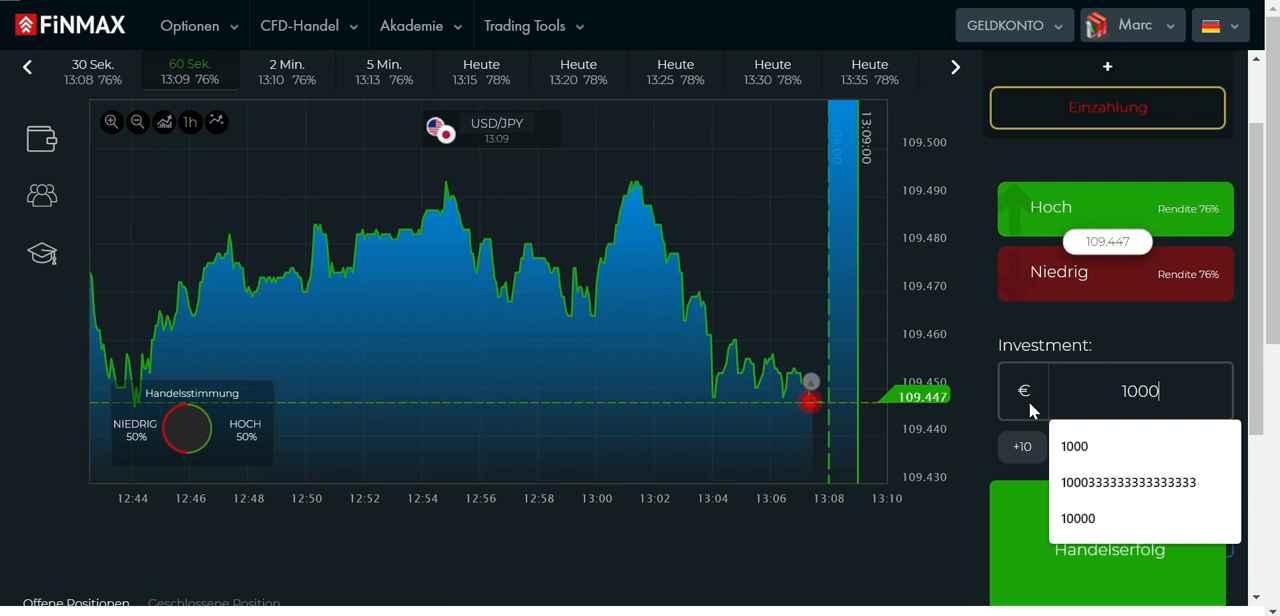 FiNMAX
Optionen
CFD-Handel
Akademie
Trading Tools
GELDKONTO
Marc
30 Sek.
13:08 76%
60 Sek.
13:09 76%
2 Min.
13:10 76%
5 Min.
13:13 76%
Heute
13:15 78%
Heute
13:20 78%
Heute
13:25 78%
Heute
13:30 78%
Heute
13:35 78%
+
Einzahlung
1h
USD/JPY
13:09
13:08:00
13:09:00
109.500
109.490
109.480
109.470
109.460
109.450
109.447
109.440
109.430
Hoch
Rendite 76%
109.447
Niedrig
Rendite 76%
Investment:
€
1000
+10
1000
1000333333333333333
10000
Handelserfolg
Handelsstimmung
NIEDRIG
50%
HOCH
50%
12:44
12:46
12:48
12:50
12:52
12:54
12:56
12:58
13:00
13:02
13:04
13:06
13:08
13:10
Offene Positionen
Geschlossene Position